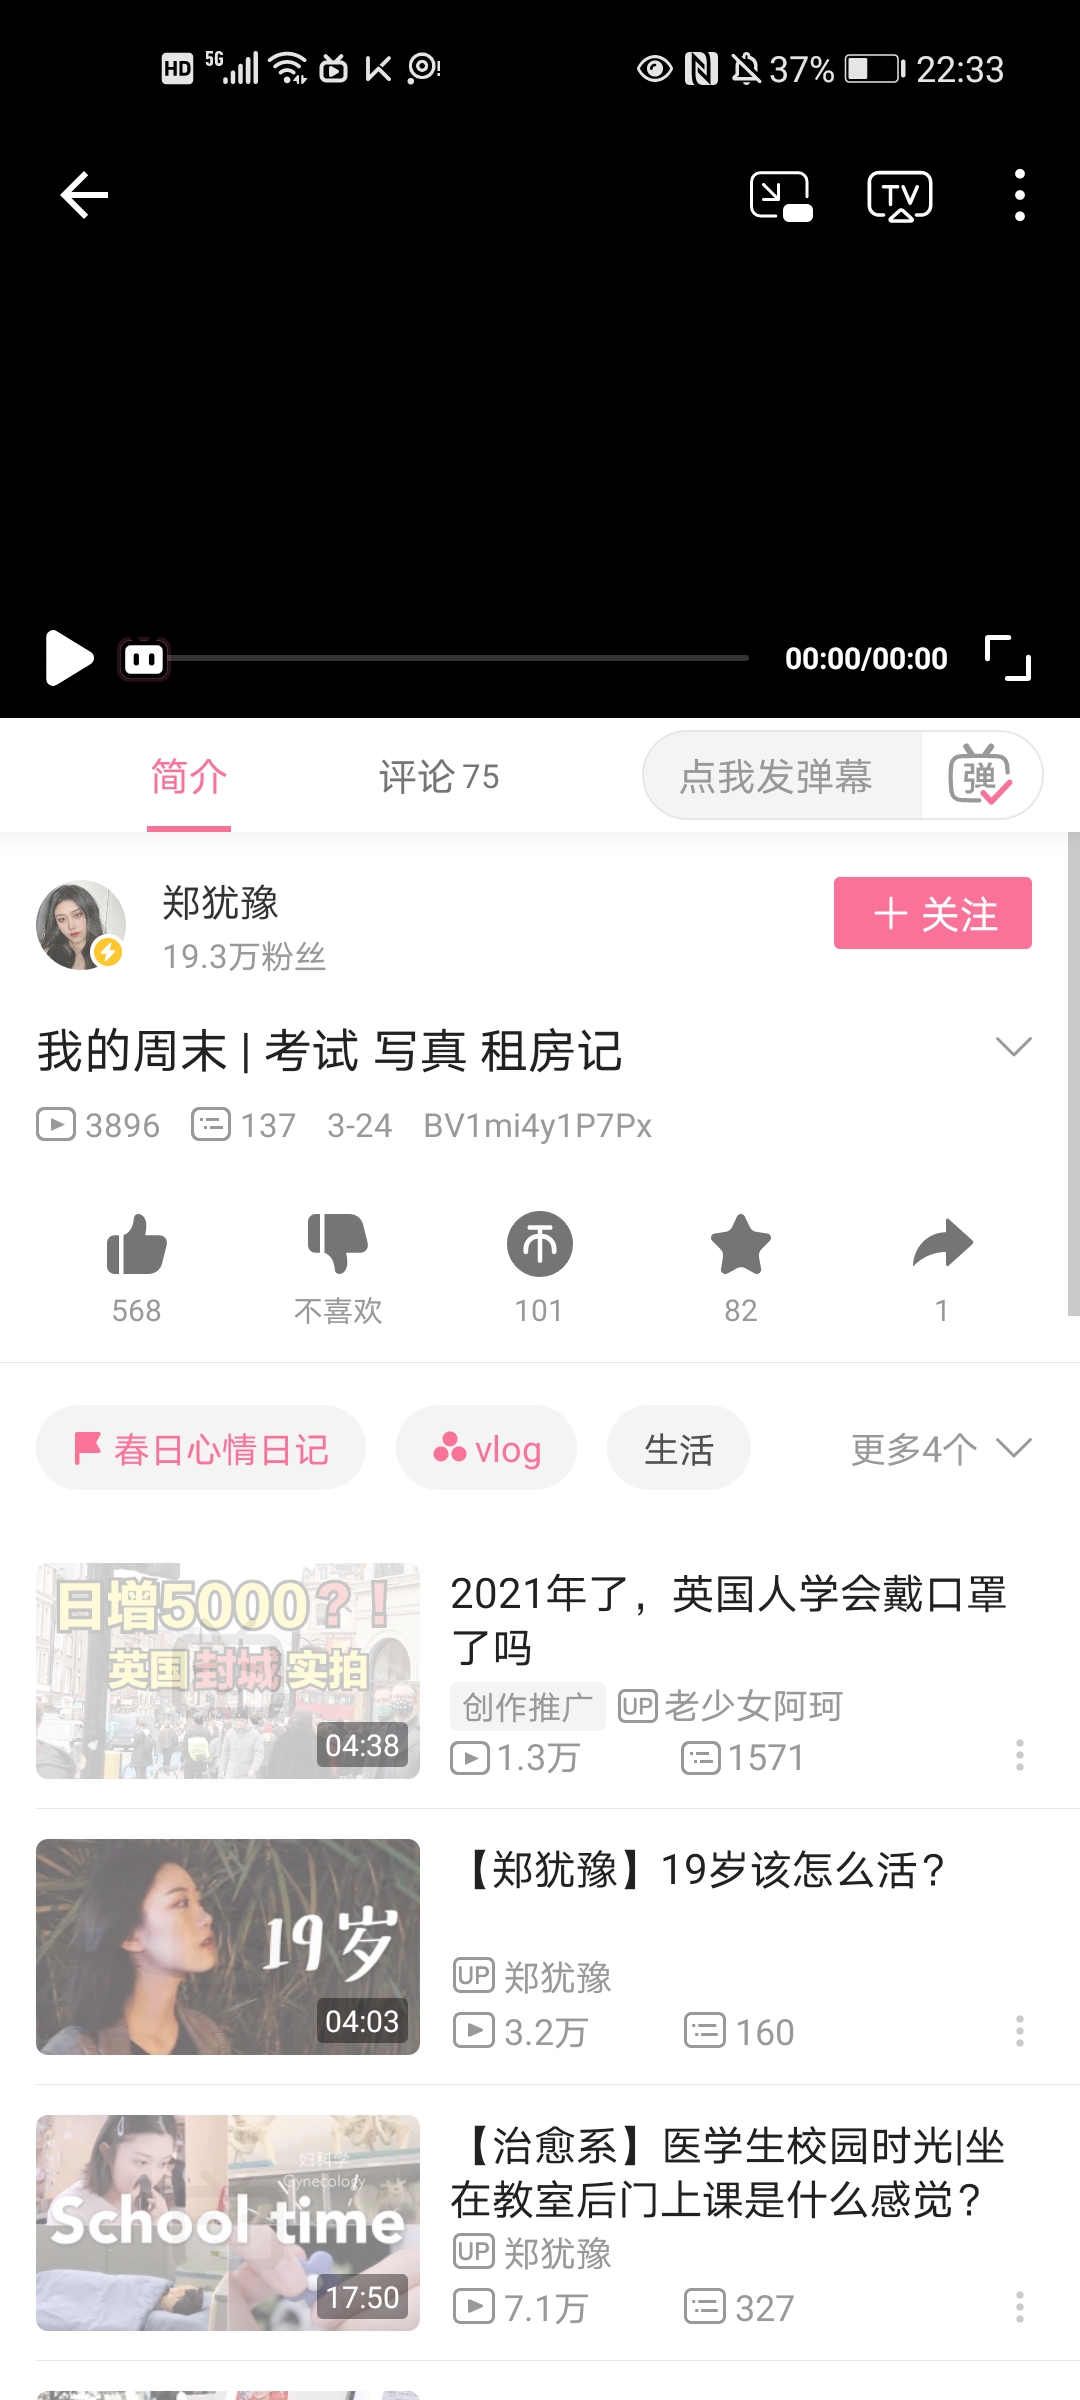 HD 5G 37% 22:33
TV
00:00/00:00
简介 评论 75 点我发弹幕 弹
郑犹豫
19.3万粉丝
关注
我的周末 | 考试 写真 租房记
3896 137 3-24 BV1mi4y1P7Px
568 不喜欢 101 82 1
春日心情日记 vlog 生活 更多4个
日增5000?!
英国封城实拍
04:38
2021年了，英国人学会戴口罩
了吗
创作推广 UP 老少女阿珂
1.3万 1571
19岁
04:03
【郑犹豫】19岁该怎么活?
UP 郑犹豫
3.2万 160
妇科学
Gynecology
School time
17:50
【治愈系】医学生校园时光|坐
在教室后门上课是什么感觉?
UP 郑犹豫
7.1万 327